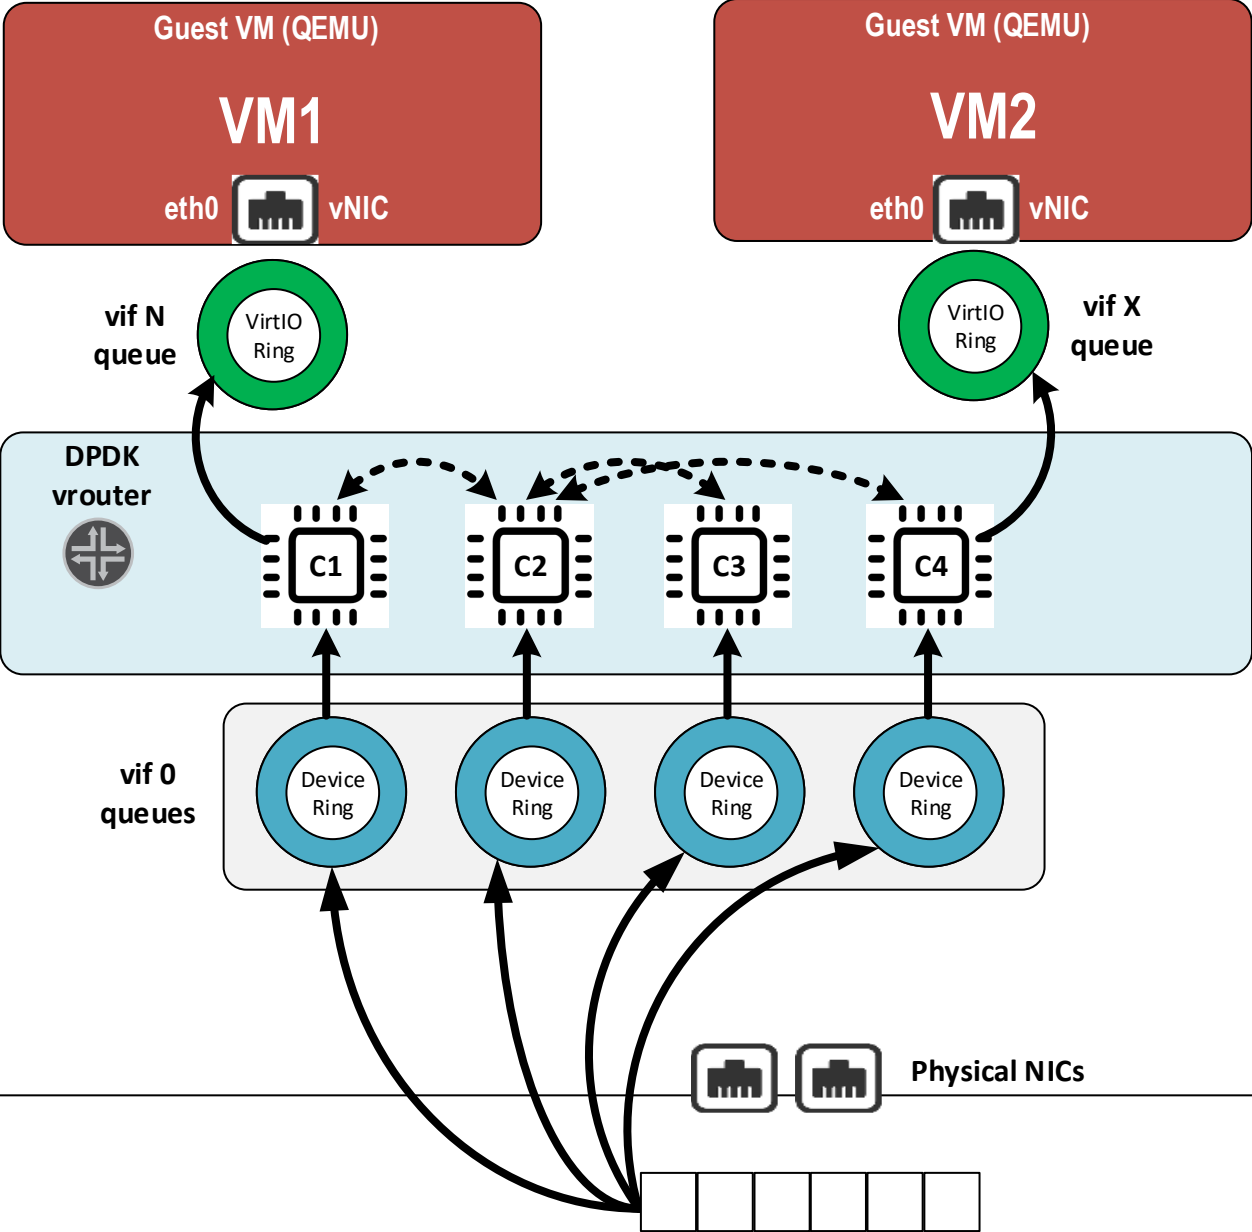 Guest VM (QEMU)
VM1
eth0
vNIC
Guest VM (QEMU)
VM2
eth0
vNIC
vif N
queue
VirtIO
Ring
VirtIO
Ring
vif X
queue
DPDK
vrouter
C1
C2
C3
C4
vif 0
queues
Device
Ring
Device
Ring
Device
Ring
Device
Ring
Physical NICs